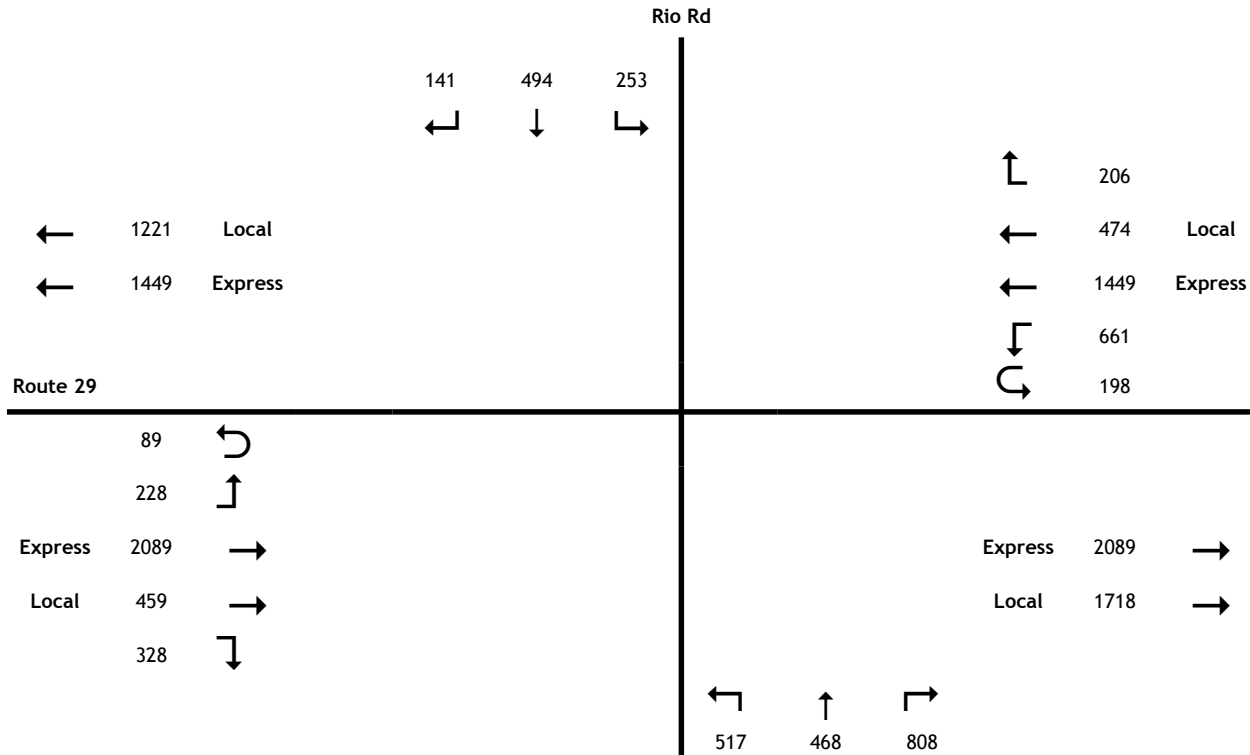 Rio Rd
141 494 253
206
1221 Local
474 Local
1449 Express
1449 Express
661
Route 29
198
89
228
Express 2089
Express 2089
Local 459
Local 1718
328
517 468 808